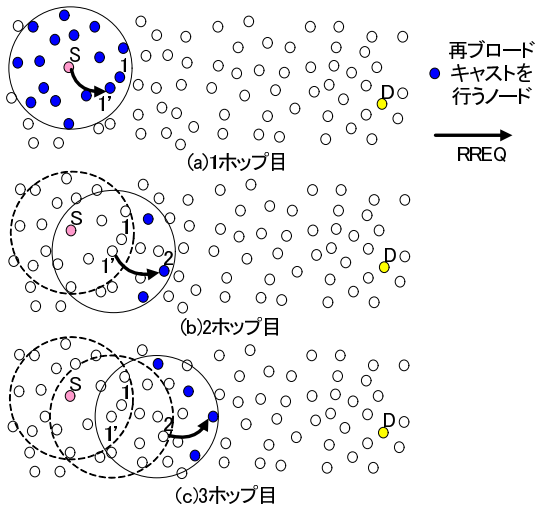 S
1
1'
D
再ブロード
キャストを
行うノード
RREQ
(a)1ホップ目
S
1
1'
2
D
(b)2ホップ目
S
1
1'
2
D
(c)3ホップ目